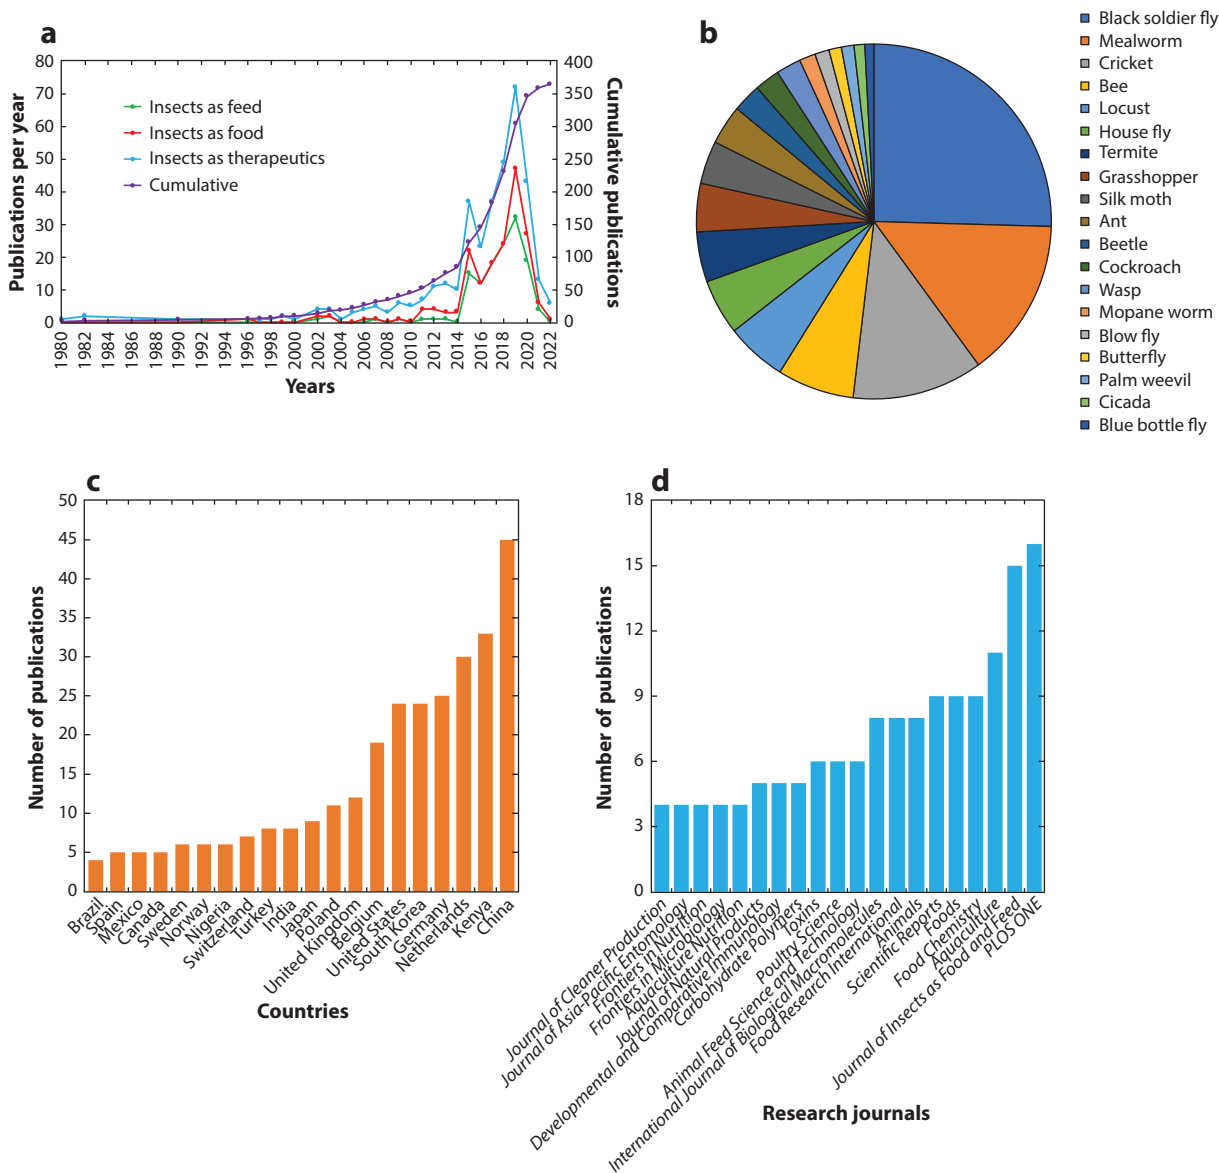 a
Publications per year
80
70
60
50
40
30
20
10
0
Insects as feed
Insects as food
Insects as therapeutics
Cumulative
400
350
300
250
200
150
100
50
0
Cumulative publications
1980
1982
1984
1986
1988
1990
1992
1994
1996
1998
2000
2002
2004
2006
2008
2010
2012
2014
2016
2018
2020
2022
Years
b
Black soldier fly
Mealworm
Cricket
Bee
Locust
House fly
Termite
Grasshopper
Silk moth
Ant
Beetle
Cockroach
Wasp
Mopane worm
Blow fly
Butterfly
Palm weevil
Cicada
Blue bottle fly
c
Number of publications
50
45
40
35
30
25
20
15
10
5
0
Brazil
Spain
Mexico
Canada
Sweden
Norway
Nigeria
Switzerland
Turkey
India
Japan
Poland
United Kingdom
Belgium
United States
South Korea
Germany
Netherlands
Kenya
China
Countries
d
Number of publications
18
15
12
9
6
3
0
Journal of Cleaner Production
Journal of Asia-Pacific Entomology
Frontiers in Nutrition
Frontiers in Microbiology
Aquaculture Nutrition
Journal of Natural Products
Developmental and Comparative Immunology
Carbohydrate Polymers
Toxins
Poultry Science
Animal Feed Science and Technology
International Journal of Biological Macromolecules
Food Research International
Animals
Scientific Reports
Foods
Food Chemistry
Aquaculture
Journal of Insects as Food and Feed
PLOS ONE
Research journals